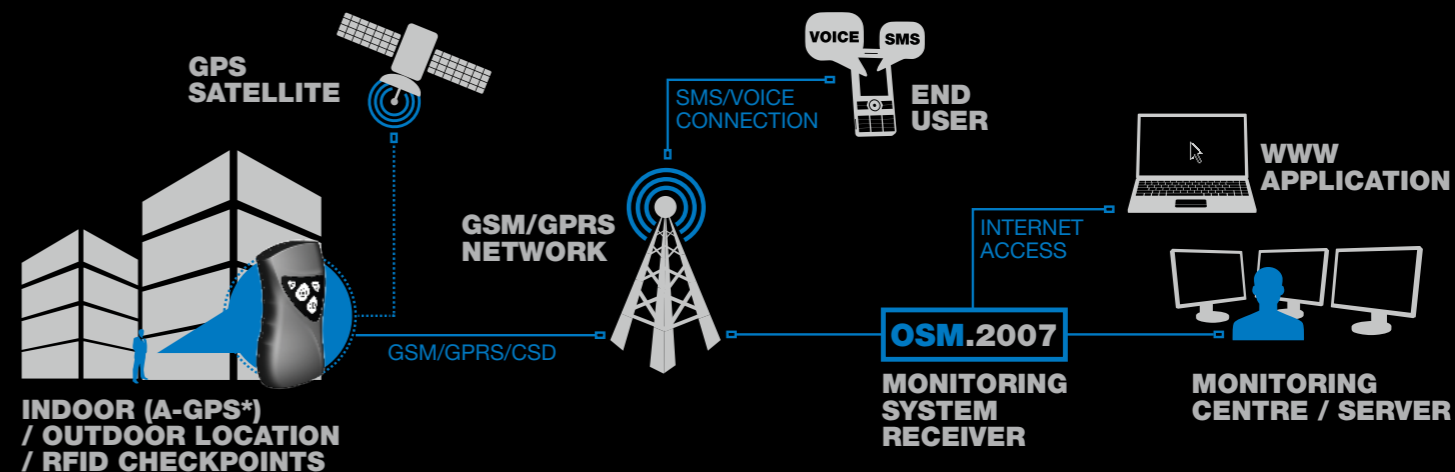 GPS
SATELLITE
VOICE
SMS
SMS/VOICE
CONNECTION
END
USER
WWW
APPLICATION
GSM/GPRS
NETWORK
INTERNET
ACCESS
GSM/GPRS/CSD
OSM.2007
MONITORING
SYSTEM
RECEIVER
MONITORING
CENTRE / SERVER
INDOOR (A-GPS*)
/ OUTDOOR LOCATION
/ RFID CHECKPOINTS